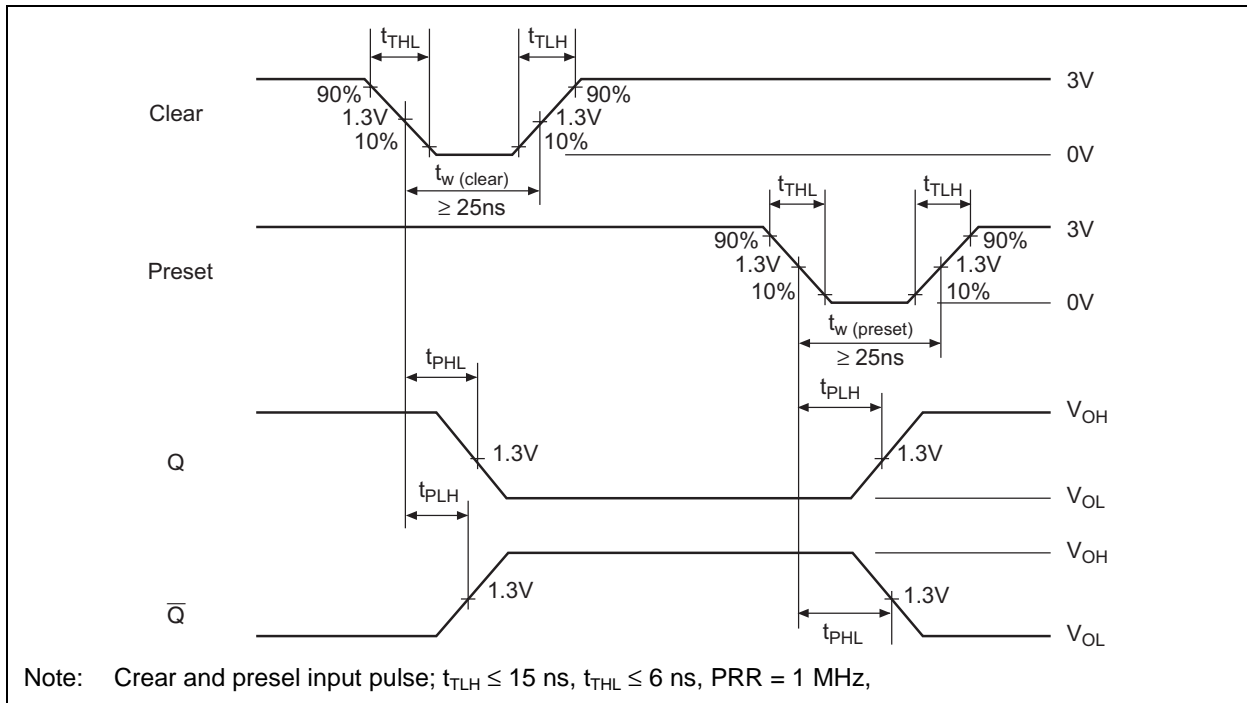 tTHL tTLH
3V
90% 90%
Clear 1.3V 1.3V
10% 10%
0V
tw (clear)
≥ 25ns
tTHL tTLH
3V
90% 90%
Preset 1.3V 1.3V
10% 10%
0V
tw (preset)
≥ 25ns
tPHL
tPLH
VOH
Q 1.3V 1.3V
tPLH
VOL
VOH
Q̅ 1.3V 1.3V
tPHL
VOL
Note: Crear and presel input pulse; tTLH ≤ 15 ns, tTHL ≤ 6 ns, PRR = 1 MHz,